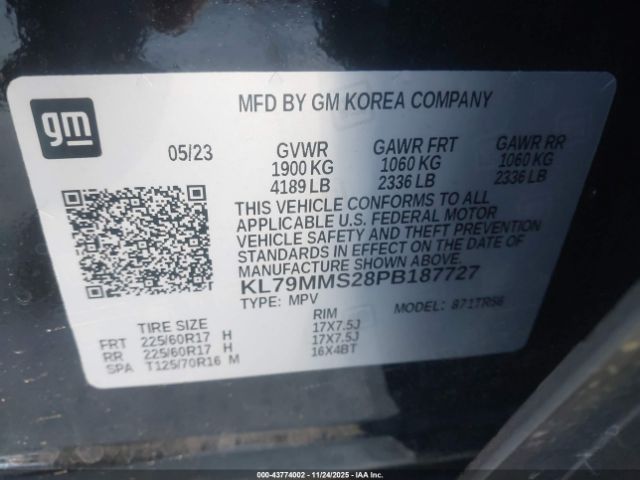 gm
MFD BY GM KOREA COMPANY
05/23 GVWR GAWR FRT GAWR RR
1900 KG 1060 KG 1060 KG
4189 LB 2336 LB 2336 LB
THIS VEHICLE CONFORMS TO ALL
APPLICABLE U.S. FEDERAL MOTOR
VEHICLE SAFETY AND THEFT PREVENTION
STANDARDS IN EFFECT ON THE DATE OF
MANUFACTURE SHOWN ABOVE.
KL79MMS28PB187727
TYPE: MPV MODEL: 8717R56
TIRE SIZE RIM
FRT 225/60R17 H 17X7.5J
RR 225/60R17 H 17X7.5J
SPA T125/70R16 M 16X4BT
000-43774002 11/24/2025 IAAI.COM